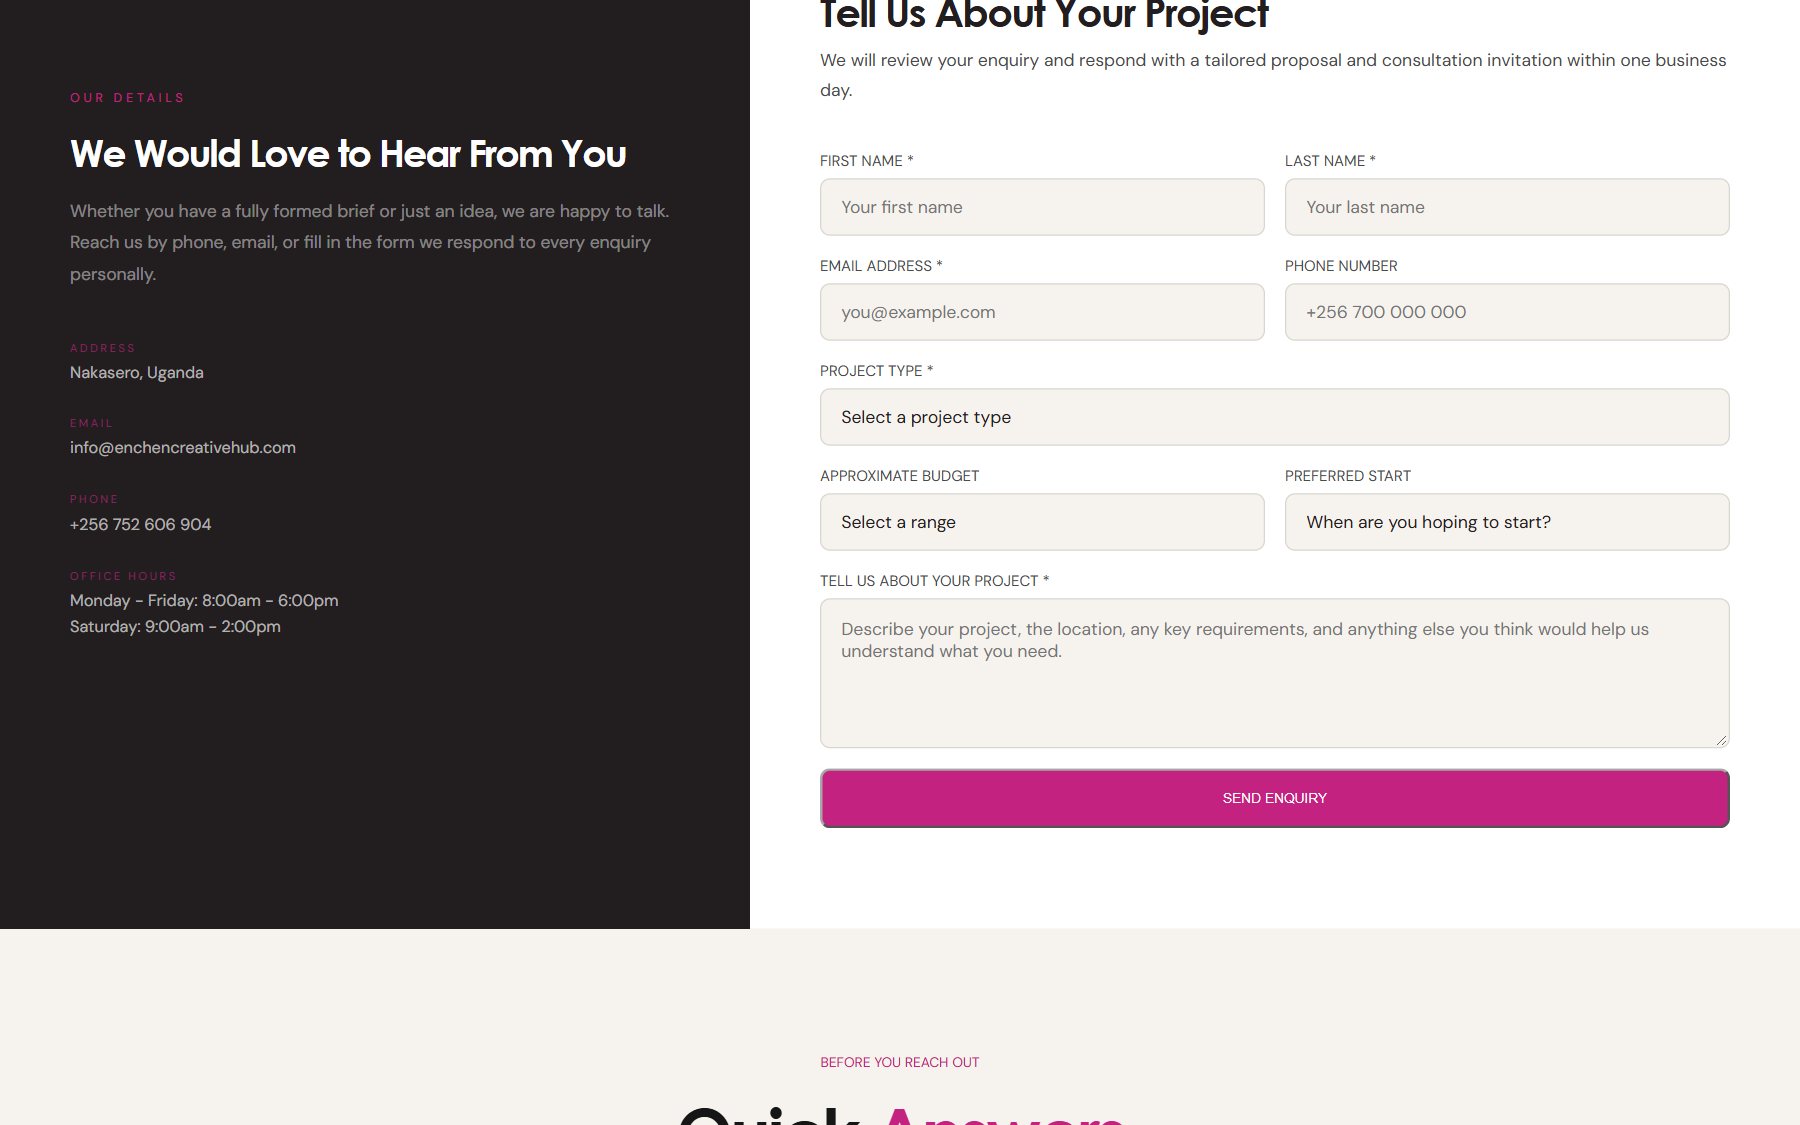 OUR DETAILS
We Would Love to Hear From You
Whether you have a fully formed brief or just an idea, we are happy to talk.
Reach us by phone, email, or fill in the form we respond to every enquiry
personally.
ADDRESS
Nakasero, Uganda
EMAIL
info@enchencreativehub.com
PHONE
+256 752 606 904
OFFICE HOURS
Monday - Friday: 8:00am - 6:00pm
Saturday: 9:00am - 2:00pm
Tell Us About Your Project
We will review your enquiry and respond with a tailored proposal and consultation invitation within one business
day.
FIRST NAME *
Your first name
LAST NAME *
Your last name
EMAIL ADDRESS *
you@example.com
PHONE NUMBER
+256 700 000 000
PROJECT TYPE *
Select a project type
APPROXIMATE BUDGET
Select a range
PREFERRED START
When are you hoping to start?
TELL US ABOUT YOUR PROJECT *
Describe your project, the location, any key requirements, and anything else you think would help us
understand what you need.
SEND ENQUIRY
BEFORE YOU REACH OUT
Quick Answers